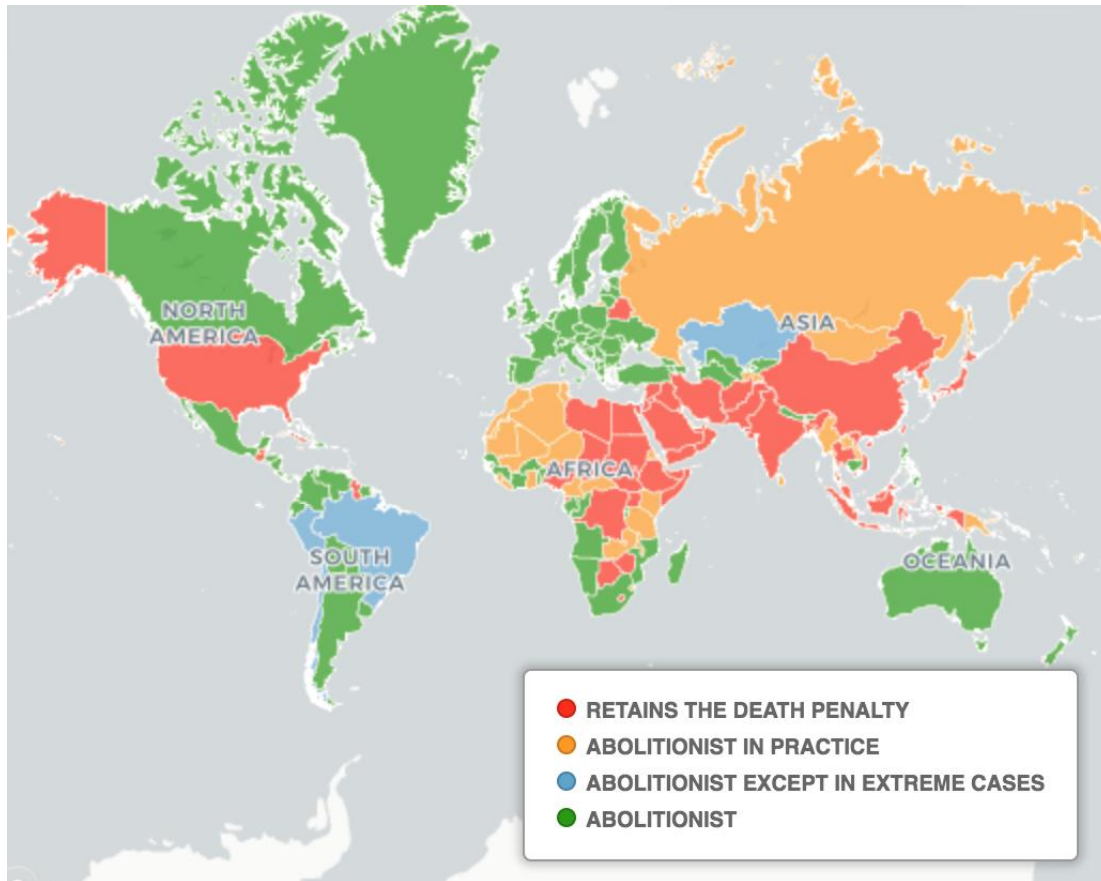 NORTH
AMERICA
ASIA
AFRICA
SOUTH
AMERICA
OCEANIA
RETAINS THE DEATH PENALTY
ABOLITIONIST IN PRACTICE
ABOLITIONIST EXCEPT IN EXTREME CASES
ABOLITIONIST